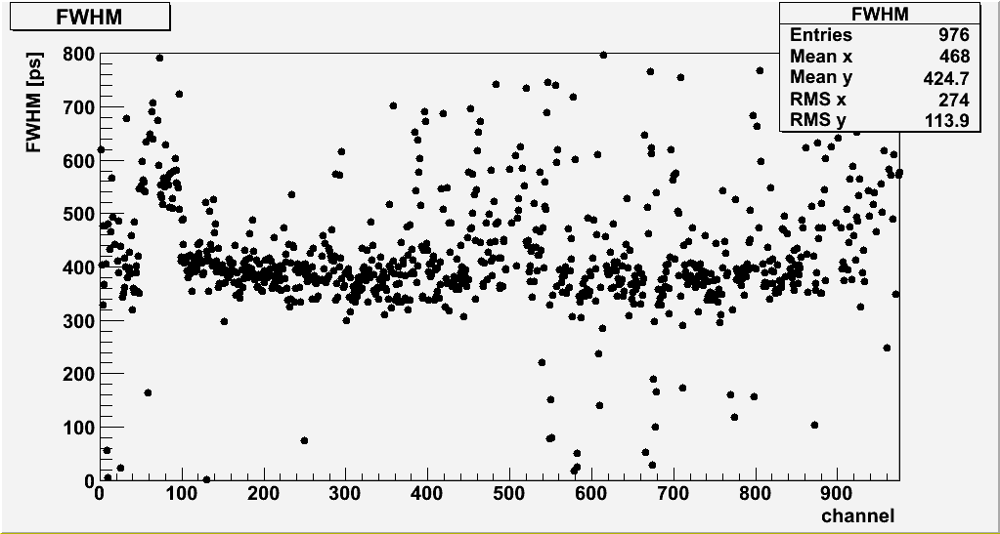 FWHM
FWHM
Entries 976
Mean x 468
Mean y 424.7
RMS x 274
RMS y 113.9
FWHM [ps]
800
700
600
500
400
300
200
100
0
0 100 200 300 400 500 600 700 800 900
channel